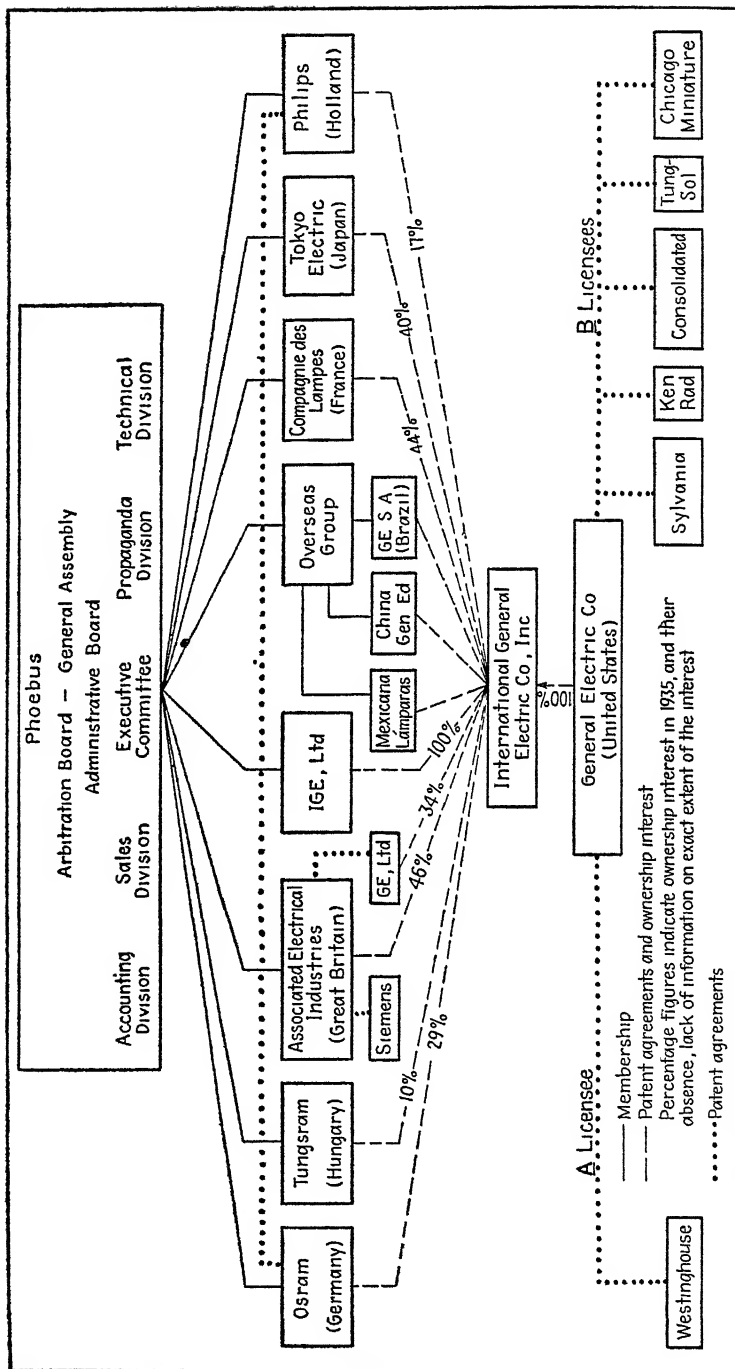 Phoebus
Arbitration Board – General Assembly
Administrative Board
Accounting
Division
Sales
Division
Executive
Committee
Propaganda
Division
Technical
Division
Osram
(Germany)
Tungsram
(Hungary)
Associated Electrical
Industries
(Great Britain)
Siemens
GE, Ltd
IGE, Ltd
Overseas
Group
Mexicana
Lámparas
China
Gen Ed
GE S A
(Brazil)
Compagnie des
Lampes
(France)
Tokyo
Electric
(Japan)
Philips
(Holland)
29%
10%
46%
34%
100%
44%
40%
17%
International General
Electric Co, Inc
100%
General Electric Co
(United States)
A Licensee
B Licensees
Westinghouse
Sylvania
Ken
Rad
Consolidated
Tung-
Sol
Chicago
Miniature
Membership
Patent agreements and ownership interest
Percentage figures indicate ownership interest in 1935, and their
absence, lack of information on exact extent of the interest
Patent agreements